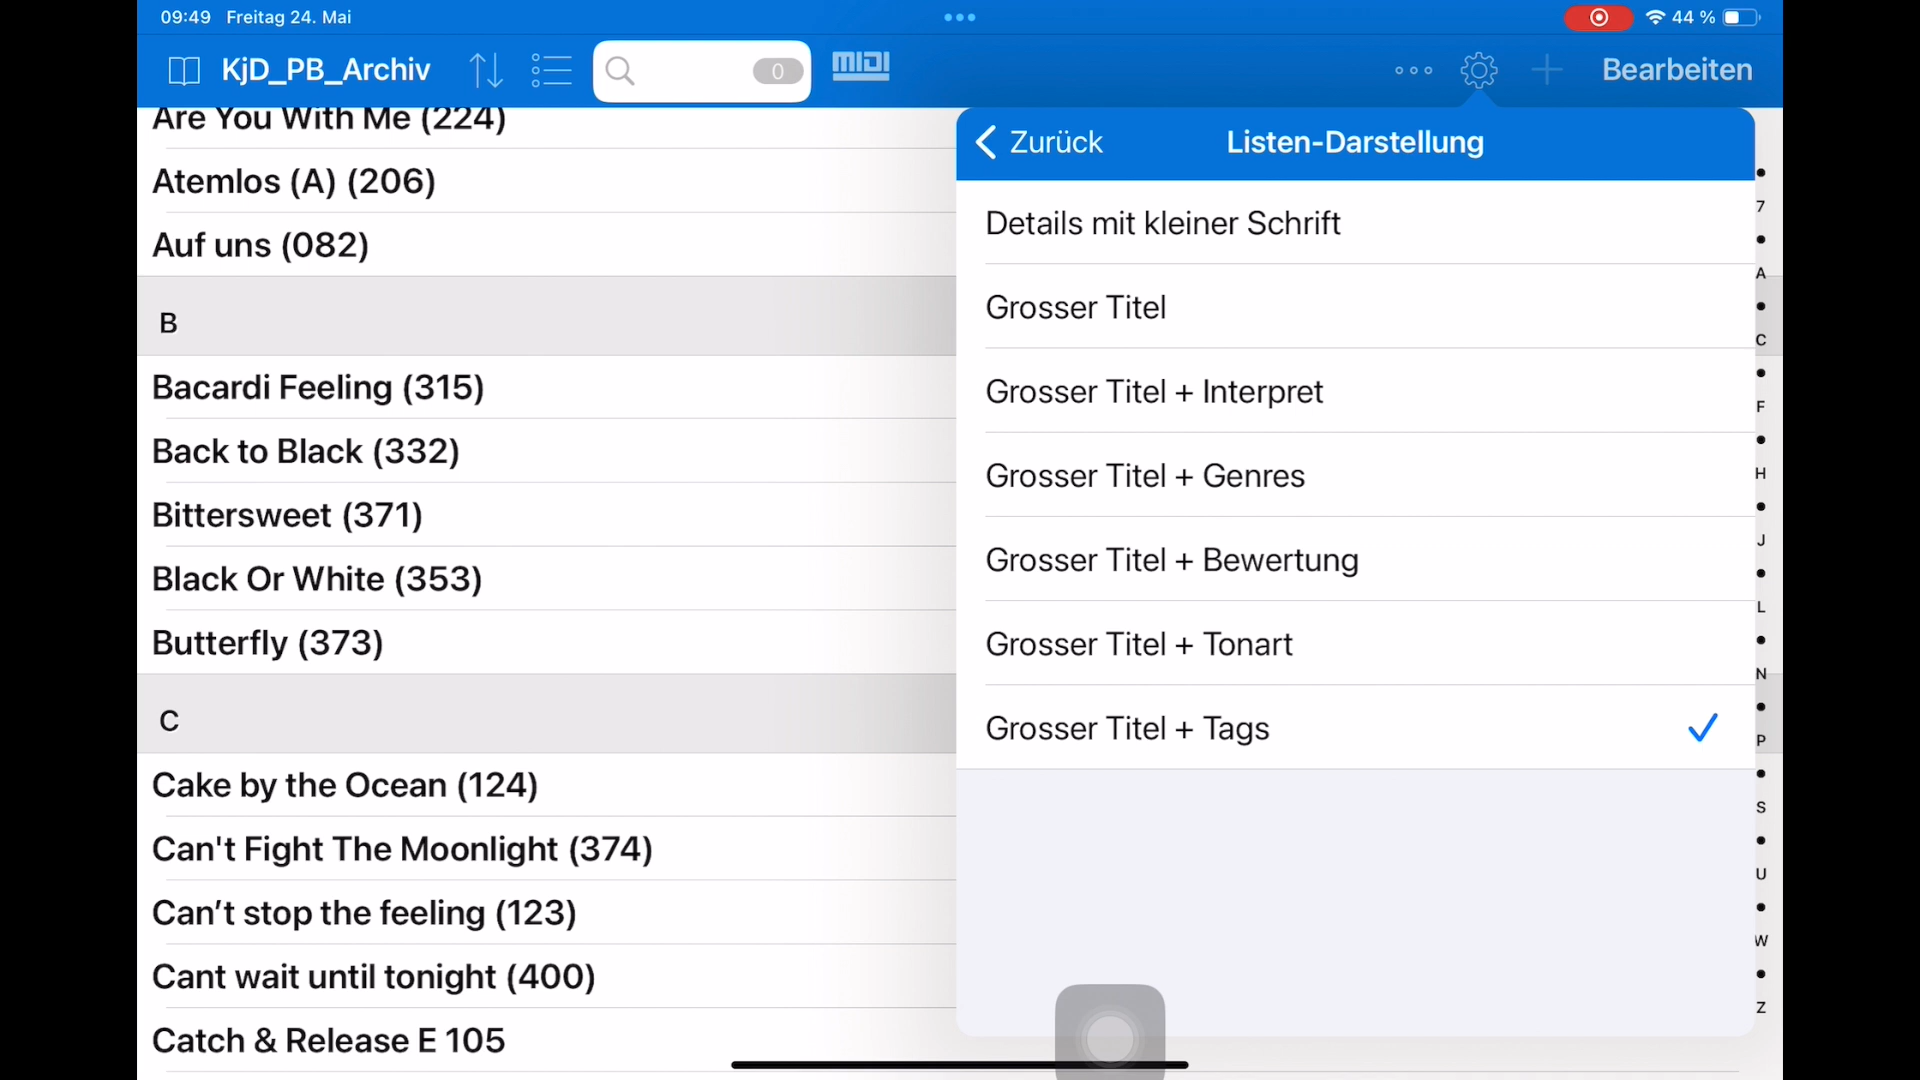 09:49 Freitag 24. Mai
44 %
KjD_PB_Archiv
0
MIDI
Bearbeiten
Are You With Me (224)
Atemlos (A) (206)
Auf uns (082)
B
Bacardi Feeling (315)
Back to Black (332)
Bittersweet (371)
Black Or White (353)
Butterfly (373)
C
Cake by the Ocean (124)
Can't Fight The Moonlight (374)
Can’t stop the feeling (123)
Cant wait until tonight (400)
Catch & Release E 105
Zurück
Listen-Darstellung
Details mit kleiner Schrift
Grosser Titel
Grosser Titel + Interpret
Grosser Titel + Genres
Grosser Titel + Bewertung
Grosser Titel + Tonart
Grosser Titel + Tags
7
A
C
F
H
J
L
N
P
S
U
W
Z